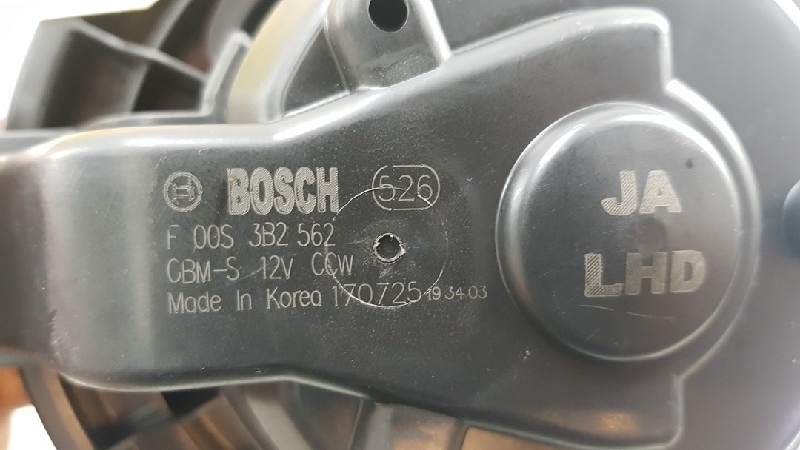 BOSCH 526
F 00S 3B2 562
CBM-S 12V CCW
Made In Korea 170725 19 34 03
JA
LHD